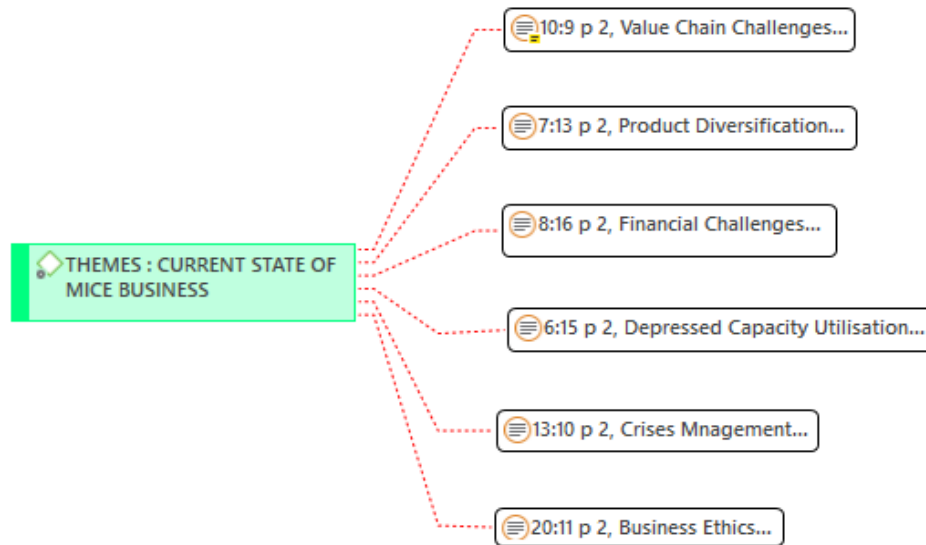 10:9 p 2, Value Chain Challenges...
7:13 p 2, Product Diversification...
8:16 p 2, Financial Challenges...
THEMES : CURRENT STATE OF
MICE BUSINESS
6:15 p 2, Depressed Capacity Utilisation...
13:10 p 2, Crises Mnagement...
20:11 p 2, Business Ethics...